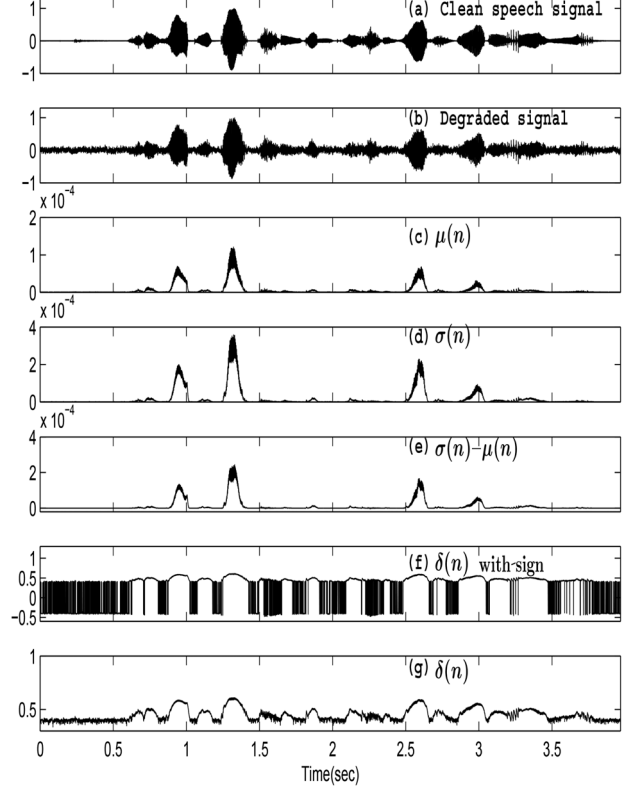 (a) Clean speech signal
1
0
−1
(b) Degraded signal
1
0
−1
x 10⁻⁴
(c) μ(n)
2
1
0
x 10⁻⁴
(d) σ(n)
4
2
0
x 10⁻⁴
(e) σ(n)−μ(n)
4
2
0
(f) δ(n) with-sign
1
0.5
0
−0.5
(g) δ(n)
1
0.5
0 0.5 1 1.5 2 2.5 3 3.5
Time(sec)